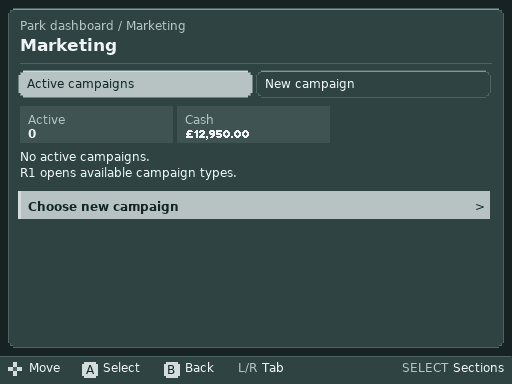 Park dashboard / Marketing
Marketing
Active campaigns
New campaign
Active
0
Cash
£12,950.00
No active campaigns.
R1 opens available campaign types.
Choose new campaign >
Move A Select B Back L/R Tab SELECT Sections